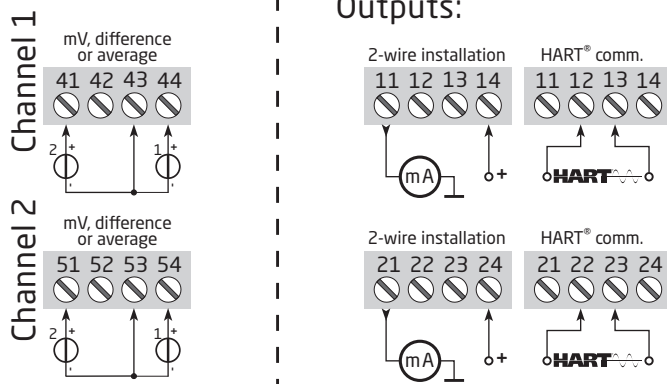 Outputs:
Channel 1
mV, difference
or average
41 42 43 44
2 + 1 +
- -
2-wire installation
11 12 13 14
mA +
HART® comm.
11 12 13 14
HART
Channel 2
mV, difference
or average
51 52 53 54
2 + 1 +
- -
2-wire installation
21 22 23 24
mA +
HART® comm.
21 22 23 24
HART